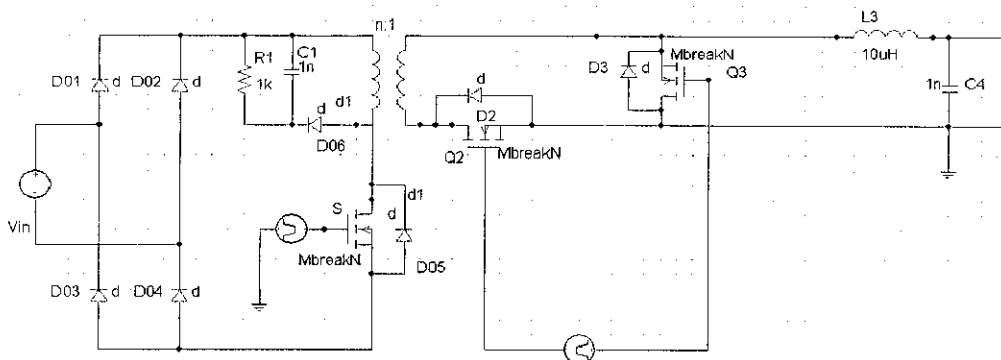 n:1
L3
10uH
R1
1k
C1
1n
D01
d
D02
d
D3
d
MbreakN
Q3
1n
C4
d
d1
D06
d
D2
Q2
MbreakN
d1
S
d
MbreakN
D05
Vin
D03
d
D04
d